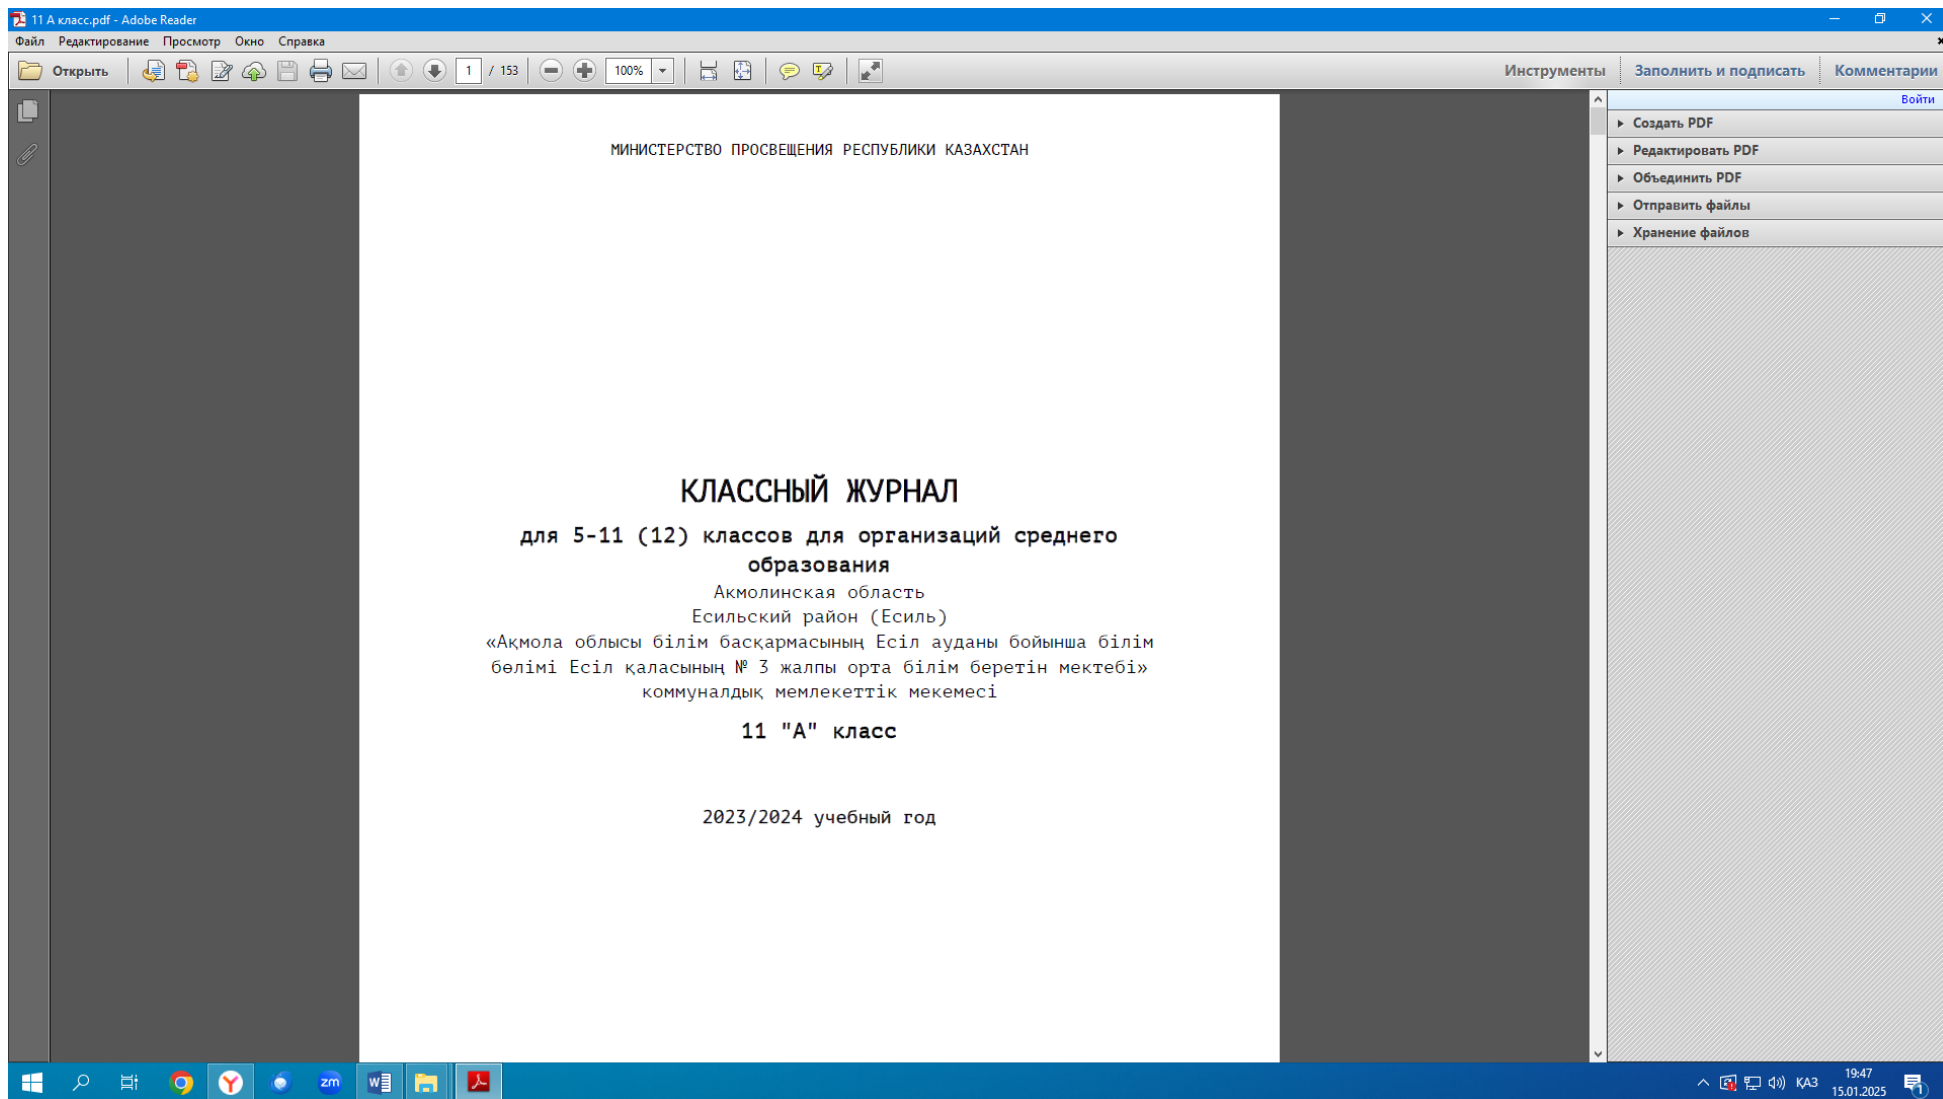 11 А класс.pdf - Adobe Reader
Файл Редактирование Просмотр Окно Справка
Открыть 1 / 153 100% Инструменты Заполнить и подписать Комментарии
Войти
Создать PDF
Редактировать PDF
Объединить PDF
Отправить файлы
Хранение файлов
МИНИСТЕРСТВО ПРОСВЕЩЕНИЯ РЕСПУБЛИКИ КАЗАХСТАН
КЛАССНЫЙ ЖУРНАЛ
для 5-11 (12) классов для организаций среднего
образования
Акмолинская область
Есильский район (Есиль)
«Ақмола облысы білім басқармасының Есіл ауданы бойынша білім
бөлімі Есіл қаласының № 3 жалпы орта білім беретін мектебі»
коммуналдық мемлекеттік мекемесі
11 "А" класс
2023/2024 учебный год
zm
ҚАЗ
19:47
15.01.2025
1